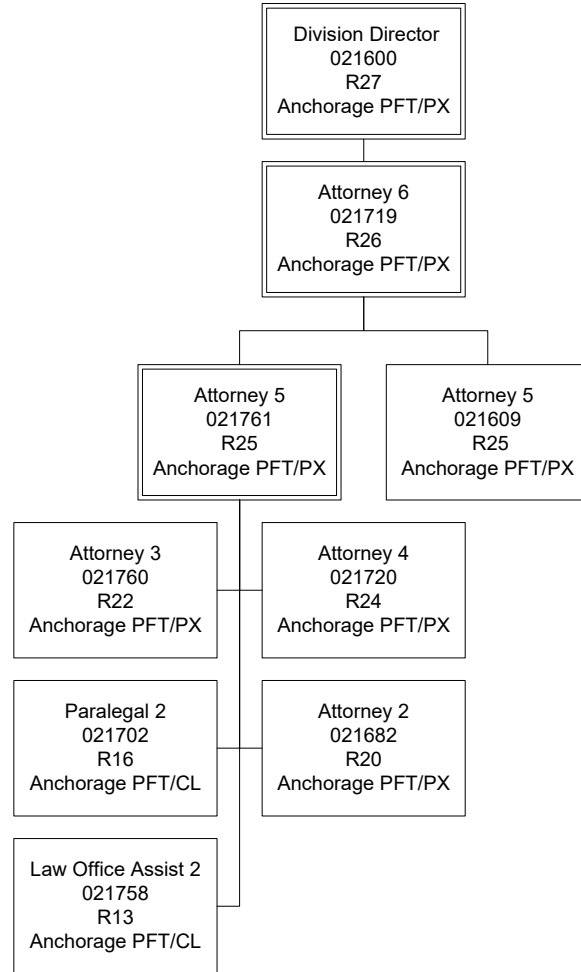 Division Director
021600
R27
Anchorage PFT/PX
Attorney 6
021719
R26
Anchorage PFT/PX
Attorney 5
021761
R25
Anchorage PFT/PX
Attorney 5
021609
R25
Anchorage PFT/PX
Attorney 3
021760
R22
Anchorage PFT/PX
Attorney 4
021720
R24
Anchorage PFT/PX
Paralegal 2
021702
R16
Anchorage PFT/CL
Attorney 2
021682
R20
Anchorage PFT/PX
Law Office Assist 2
021758
R13
Anchorage PFT/CL